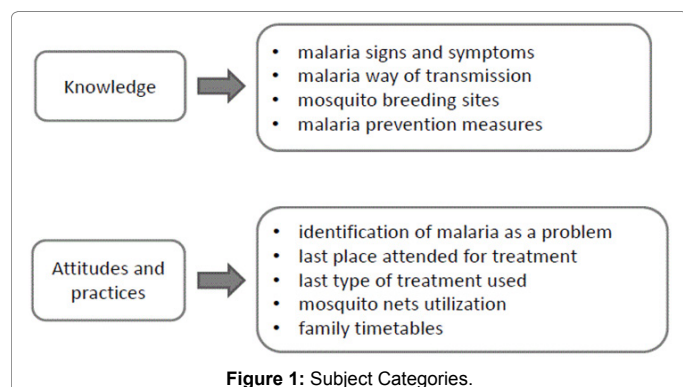 Knowledge
• malaria signs and symptoms
• malaria way of transmission
• mosquito breeding sites
• malaria prevention measures
Attitudes and
practices
• identification of malaria as a problem
• last place attended for treatment
• last type of treatment used
• mosquito nets utilization
• family timetables
Figure 1: Subject Categories.